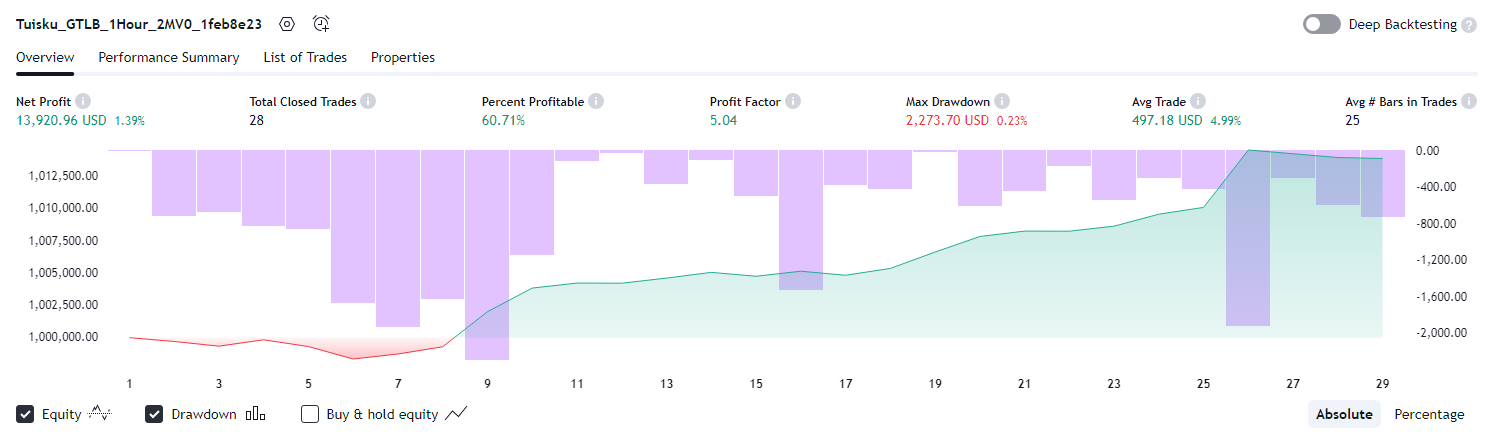 Tuisku_GTLB_1Hour_2MV0_1feb8e23 Deep Backtesting
Overview Performance Summary List of Trades Properties
Net Profit Total Closed Trades Percent Profitable Profit Factor Max Drawdown Avg Trade Avg # Bars in Trades
13,920.96 USD 1.39% 28 60.71% 5.04 2,273.70 USD 0.23% 497.18 USD 4.99% 25
0.00
1,012,500.00
-400.00
1,010,000.00
-800.00
1,007,500.00
-1,200.00
1,005,000.00
-1,600.00
1,002,500.00
-2,000.00
1,000,000.00
1 3 5 7 9 11 13 15 17 19 21 23 25 27 29
Equity Drawdown Buy & hold equity Absolute Percentage